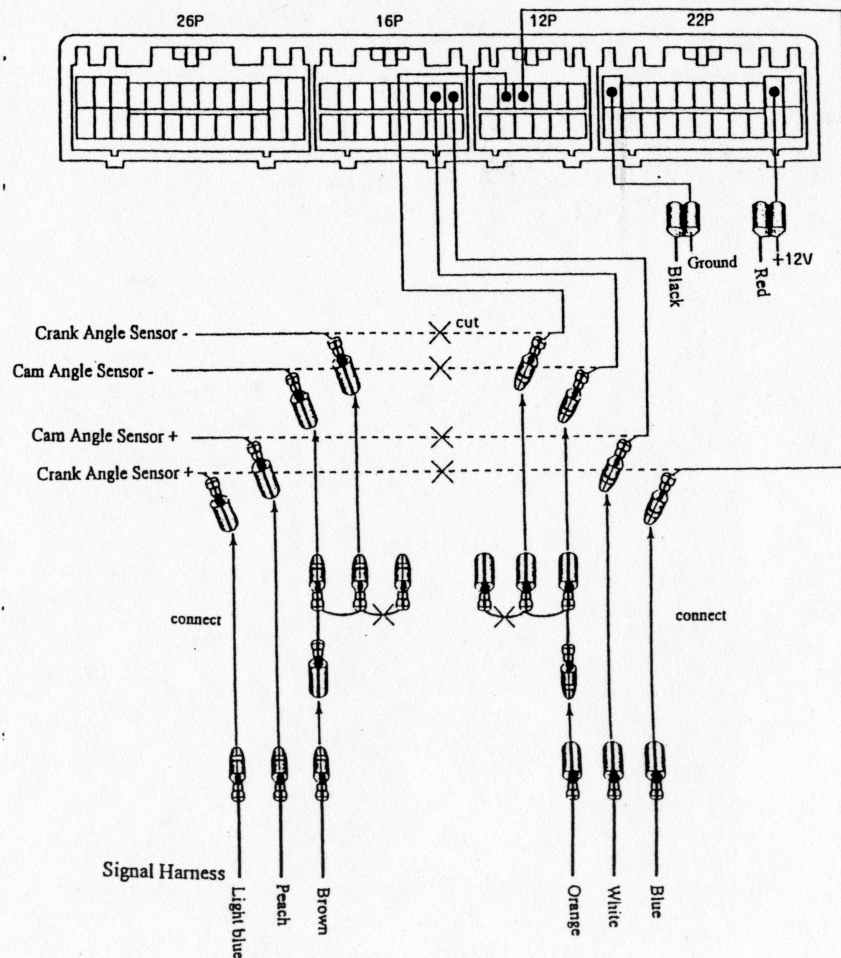 26P 16P 12P 22P
Black
Ground
Red
+12V
Crank Angle Sensor -
cut
Cam Angle Sensor -
Cam Angle Sensor +
Crank Angle Sensor +
connect
connect
Signal Harness
Light blue
Peach
Brown
Orange
White
Blue